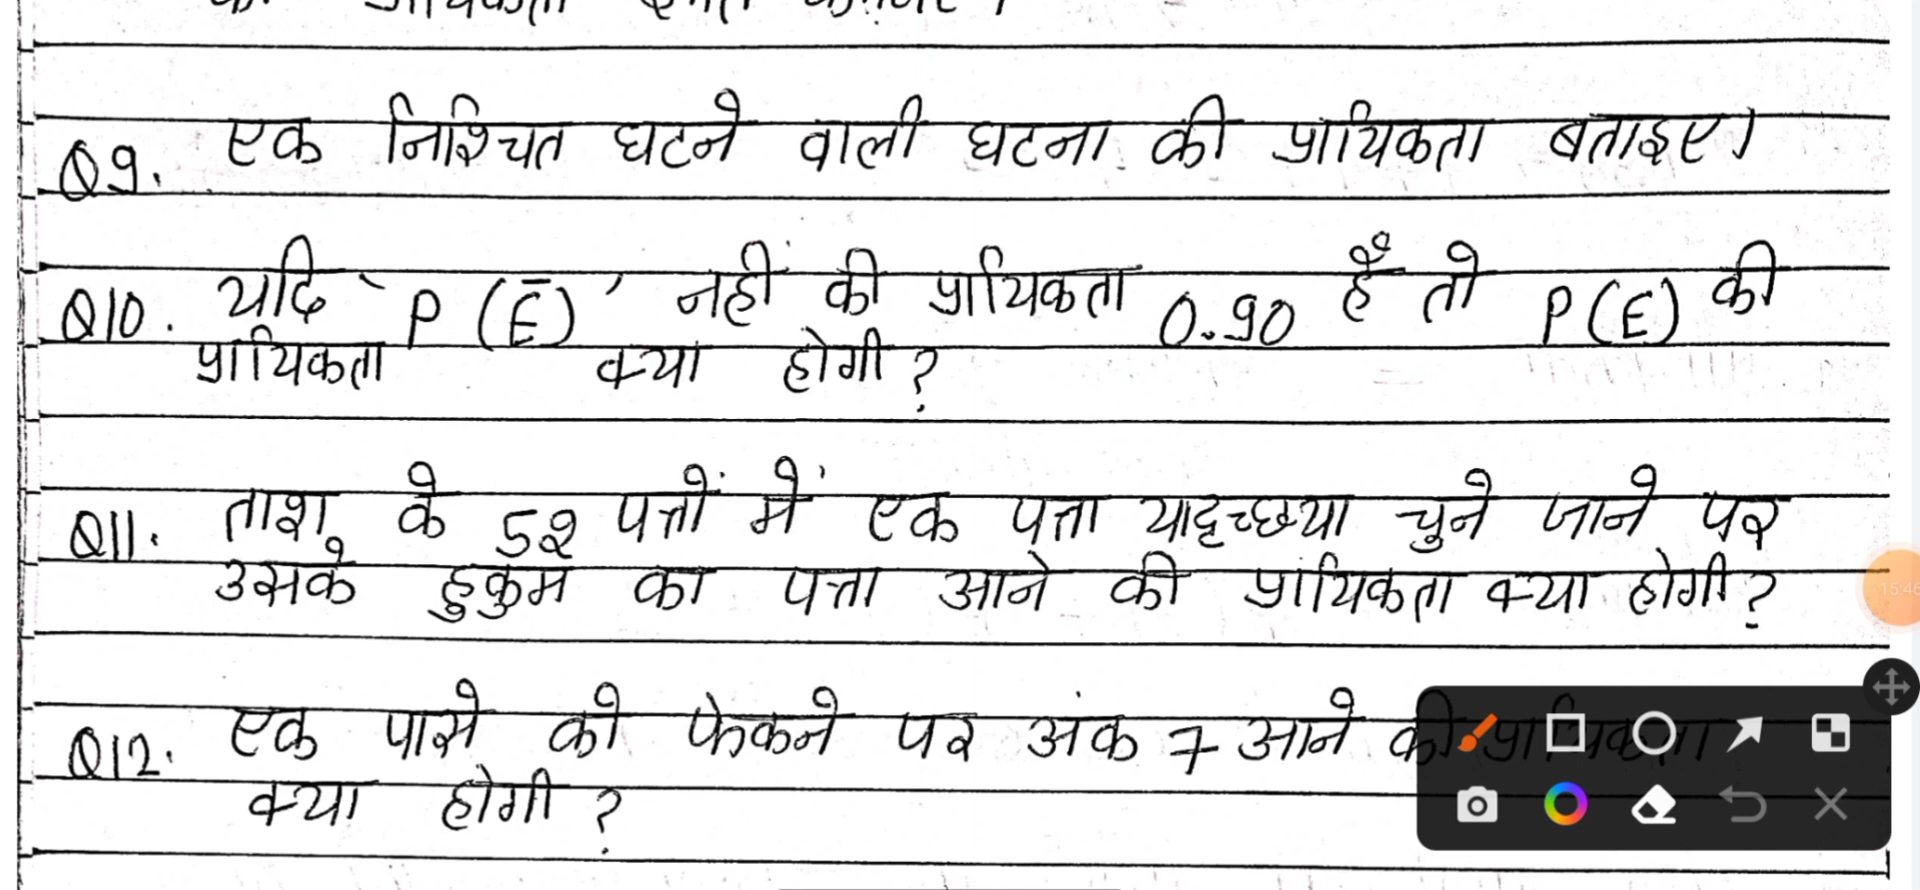 Q9. एक निश्चित घटने वाली घटना की प्रायिकता बताइए।
Q10. यदि ‘P(Ē)’ नहीं की प्रायिकता 0.90 हैं तो P(E) की
प्रायिकता क्या होगी?
Q11. ताश के 52 पत्तों में एक पत्ता यादृच्छया चुने जाने पर
उसके हुकुम का पत्ता आने की प्रायिकता क्या होगी?
Q12. एक पासे को फेकने पर अंक 7 आने की प्रायिकता
क्या होगी?